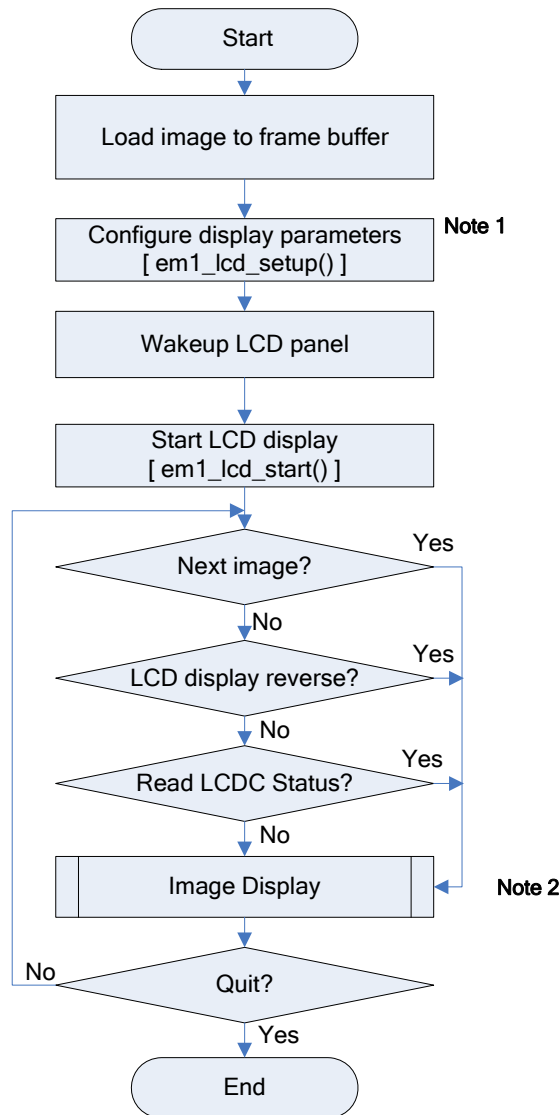 Start
Load image to frame buffer
Note 1
Configure display parameters
[ em1_lcd_setup() ]
Wakeup LCD panel
Start LCD display
[ em1_lcd_start() ]
Next image?
Yes
No
LCD display reverse?
Yes
No
Read LCDC Status?
Yes
No
Image Display
Note 2
No
Quit?
Yes
End